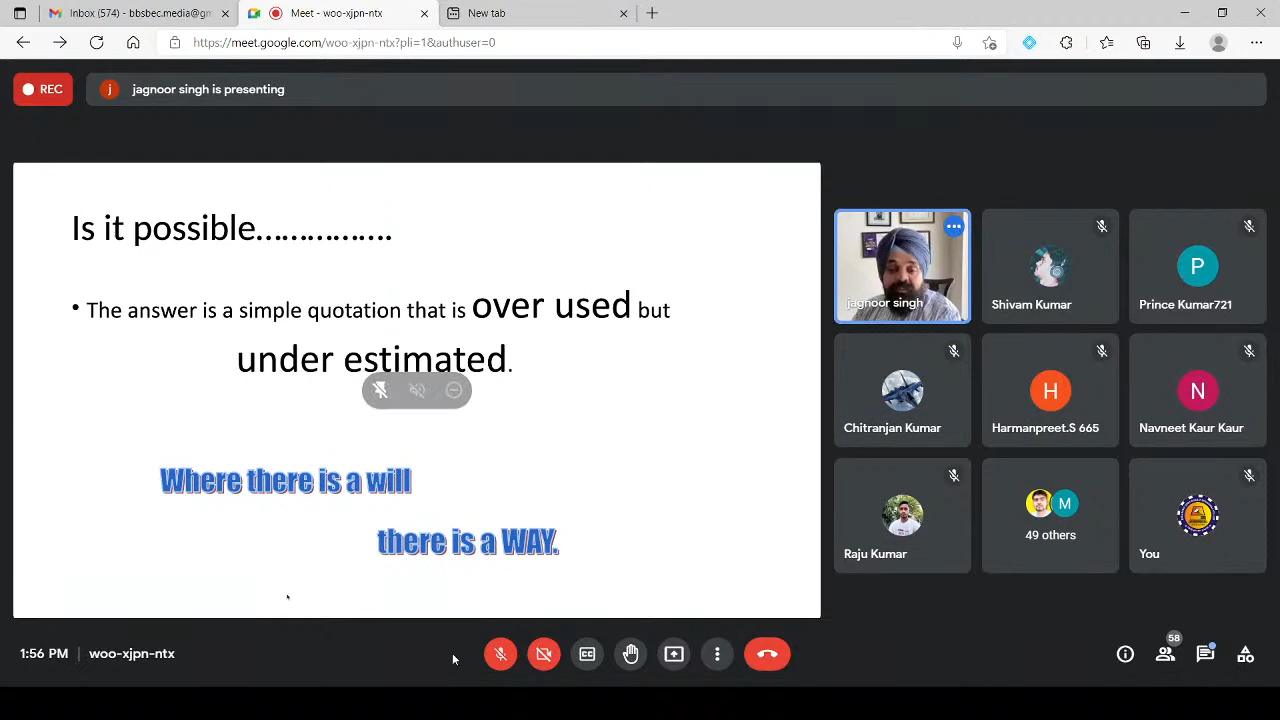 Inbox (574) - bbsbec.media@gm
Meet - woo-xjpn-ntx
New tab
https://meet.google.com/woo-xjpn-ntx?pli=1&authuser=0
REC
j
jagnoor singh is presenting
Is it possible……………
• The answer is a simple quotation that is over used but
under estimated.
Where there is a will
there is a WAY.
jagnoor singh
Shivam Kumar
P
Prince Kumar721
Chitranjan Kumar
H
Harmanpreet.S 665
N
Navneet Kaur Kaur
Raju Kumar
M
49 others
You
1:56 PM | woo-xjpn-ntx
58